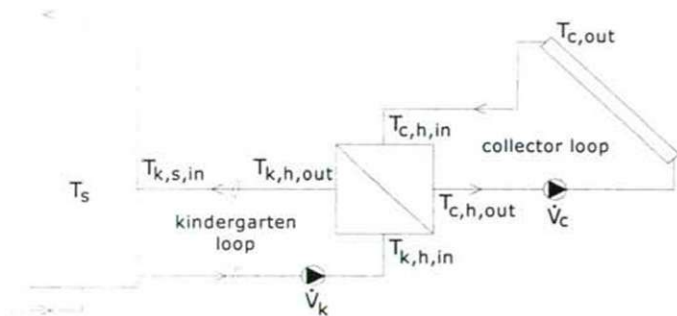 T_c,out
T_c,h,in
collector loop
T_s
T_k,s,in
T_k,h,out
T_c,h,out
V̇_c
kindergarten
loop
T_k,h,in
V̇_k